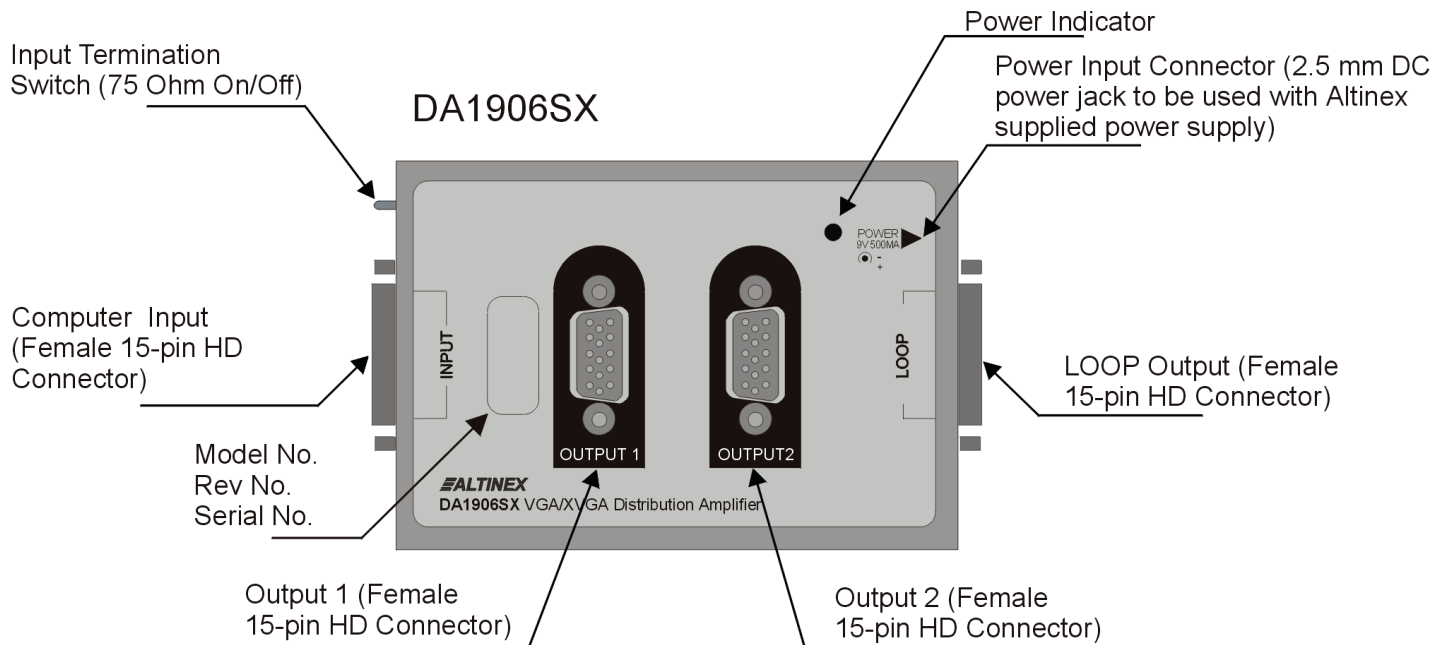 Power Indicator
Input Termination
Switch (75 Ohm On/Off)
Power Input Connector (2.5 mm DC
power jack to be used with Altinex
supplied power supply)
DA1906SX
POWER
9V 500MA
-
+
Computer Input
(Female 15-pin HD
Connector)
INPUT
LOOP
LOOP Output (Female
15-pin HD Connector)
OUTPUT 1
OUTPUT2
Model No.
Rev No.
Serial No.
ALTINEX
DA1906SX VGA/XVGA Distribution Amplifier
Output 1 (Female
15-pin HD Connector)
Output 2 (Female
15-pin HD Connector)